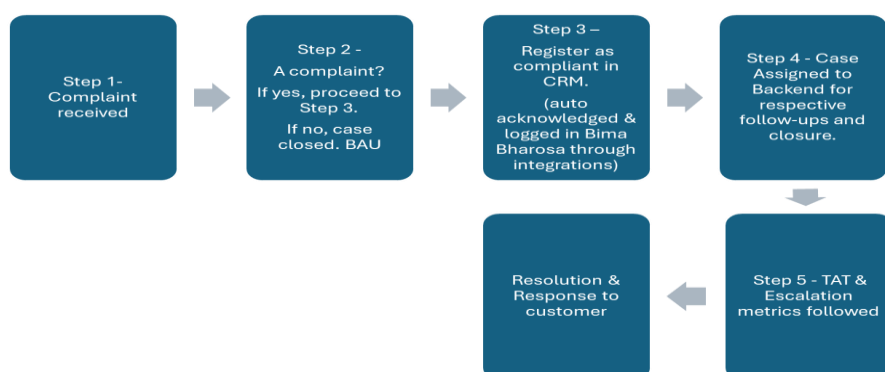 Step 1-
Complaint
received
Step 2 -
A complaint?
If yes, proceed to
Step 3.
If no, case
closed. BAU
Step 3 –
Register as
compliant in
CRM.
(auto
acknowledged &
logged in Bima
Bharosa through
integrations)
Step 4 - Case
Assigned to
Backend for
respective
follow-ups and
closure.
Step 5 - TAT &
Escalation
metrics followed
Resolution &
Response to
customer